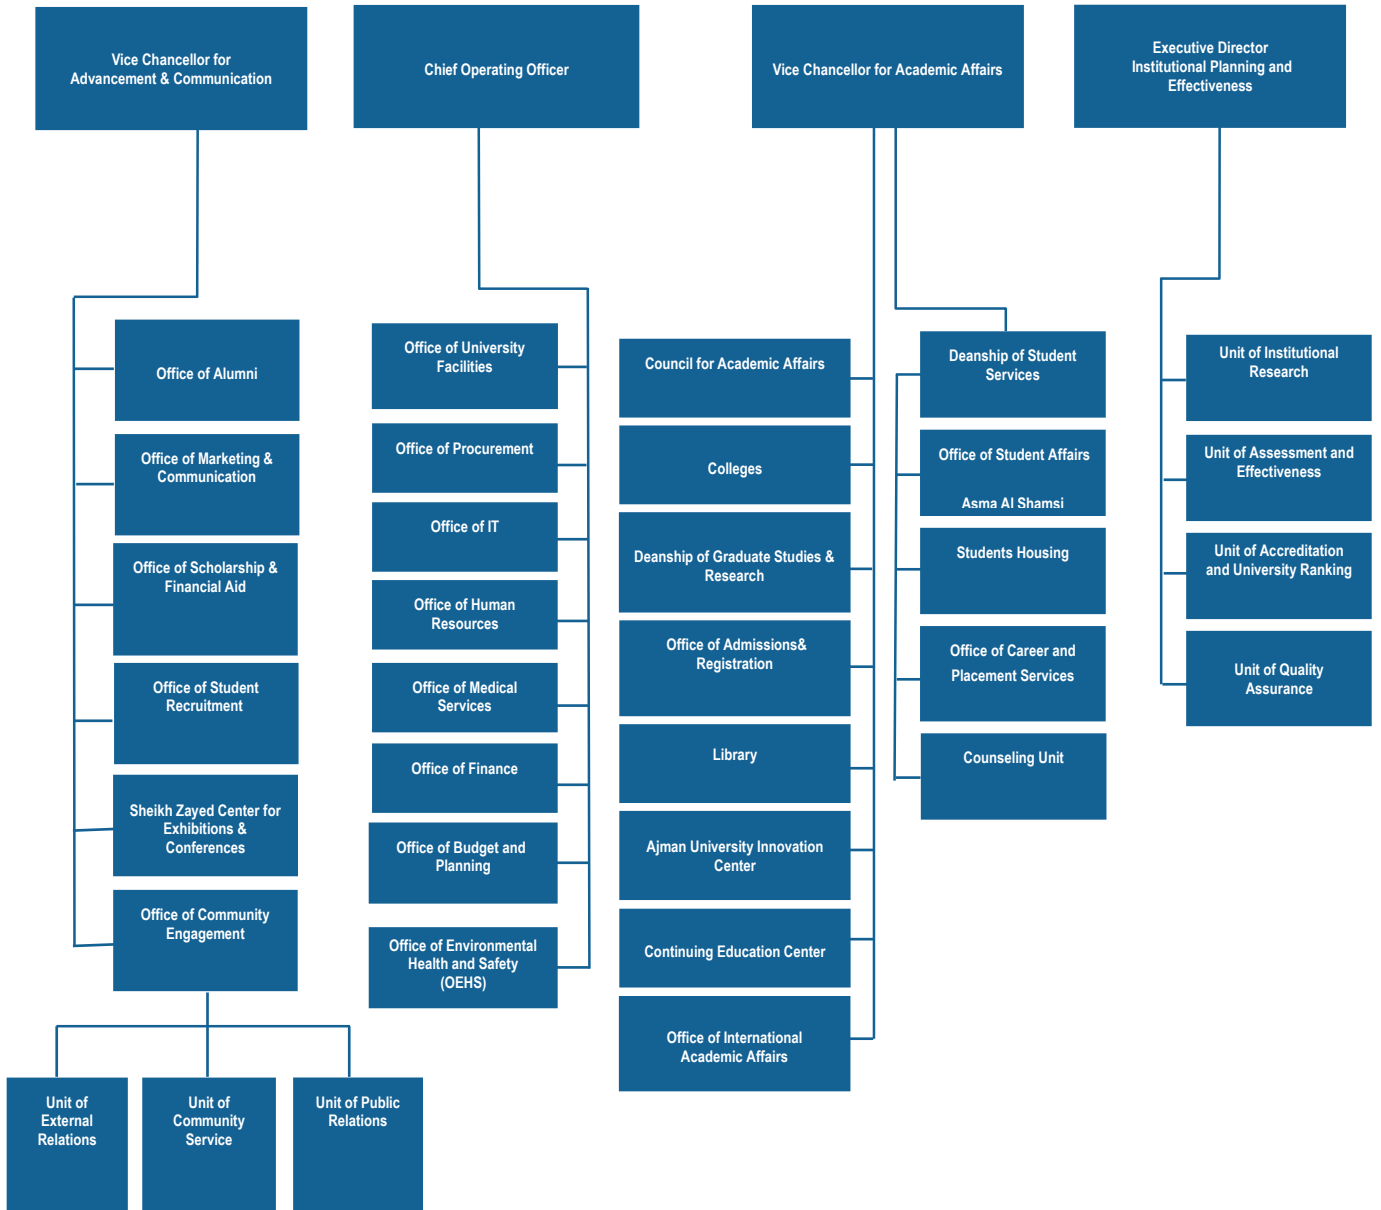 Vice Chancellor for
Advancement & Communication
Chief Operating Officer
Vice Chancellor for Academic Affairs
Executive Director
Institutional Planning and
Effectiveness
Office of Alumni
Office of Marketing &
Communication
Office of Scholarship &
Financial Aid
Office of Student
Recruitment
Sheikh Zayed Center for
Exhibitions &
Conferences
Office of Community
Engagement
Unit of
External
Relations
Unit of
Community
Service
Unit of Public
Relations
Office of University
Facilities
Office of Procurement
Office of IT
Office of Human
Resources
Office of Medical
Services
Office of Finance
Office of Budget and
Planning
Office of Environmental
Health and Safety
(OEHS)
Council for Academic Affairs
Colleges
Deanship of Graduate Studies &
Research
Office of Admissions&
Registration
Library
Ajman University Innovation
Center
Continuing Education Center
Office of International
Academic Affairs
Deanship of Student
Services
Office of Student Affairs
Asma Al Shamsi
Students Housing
Office of Career and
Placement Services
Counseling Unit
Unit of Institutional
Research
Unit of Assessment and
Effectiveness
Unit of Accreditation
and University Ranking
Unit of Quality
Assurance